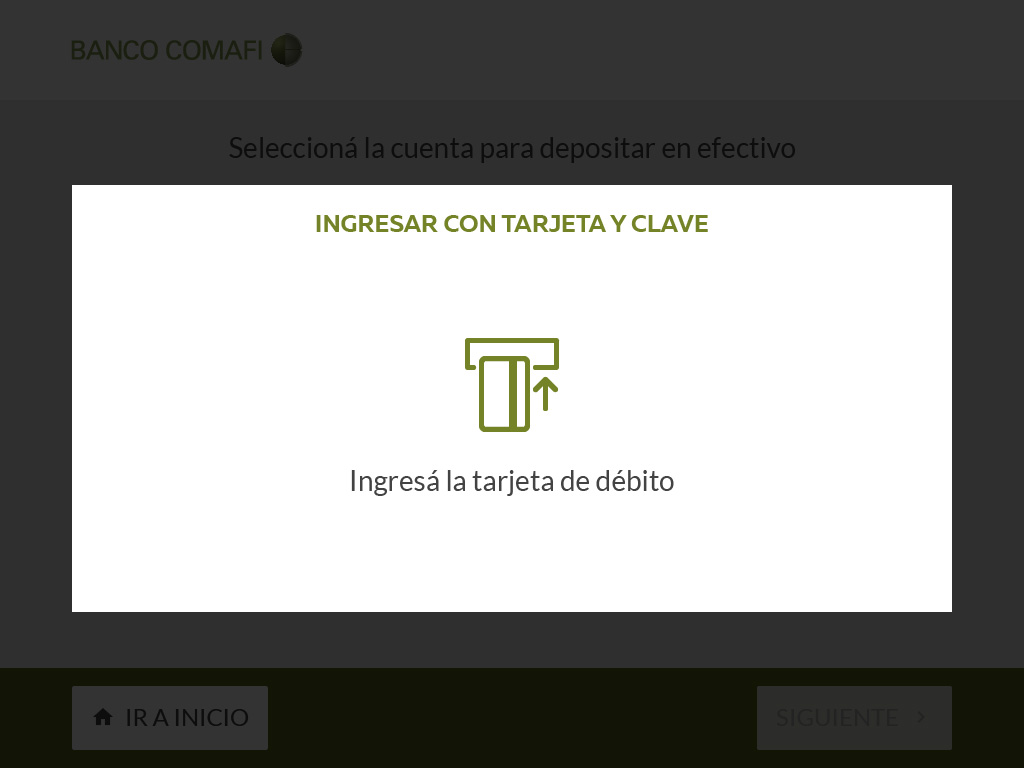 BANCO COMAFI
Seleccioná la cuenta para depositar en efectivo
INGRESAR CON TARJETA Y CLAVE
Ingresá la tarjeta de débito
IR A INICIO
SIGUIENTE